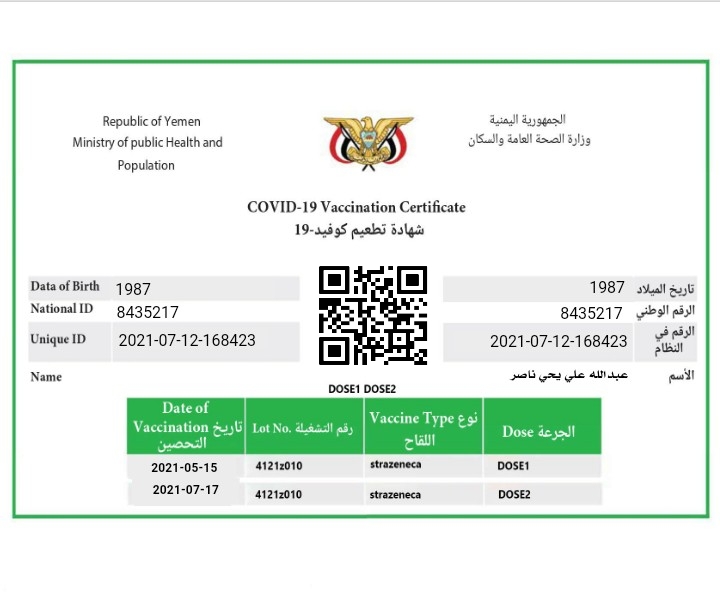 Republic of Yemen
Ministry of public Health and
Population
الجمهورية اليمنية
وزارة الصحة العامة والسكان
COVID-19 Vaccination Certificate
شهادة تطعيم كوفيد-19
Data of Birth 1987 1987 تاريخ الميلاد
National ID 8435217 8435217 الرقم الوطني
Unique ID 2021-07-12-168423 2021-07-12-168423 الرقم في النظام
Name عبدالله علي يحي ناصر الأسم
DOSE1 DOSE2
Date of Vaccination تاريخ التحصين Lot No. رقم التشغيلة Vaccine Type نوع اللقاح Dose الجرعة
2021-05-15 4121z010 strazeneca DOSE1
2021-07-17 4121z010 strazeneca DOSE2